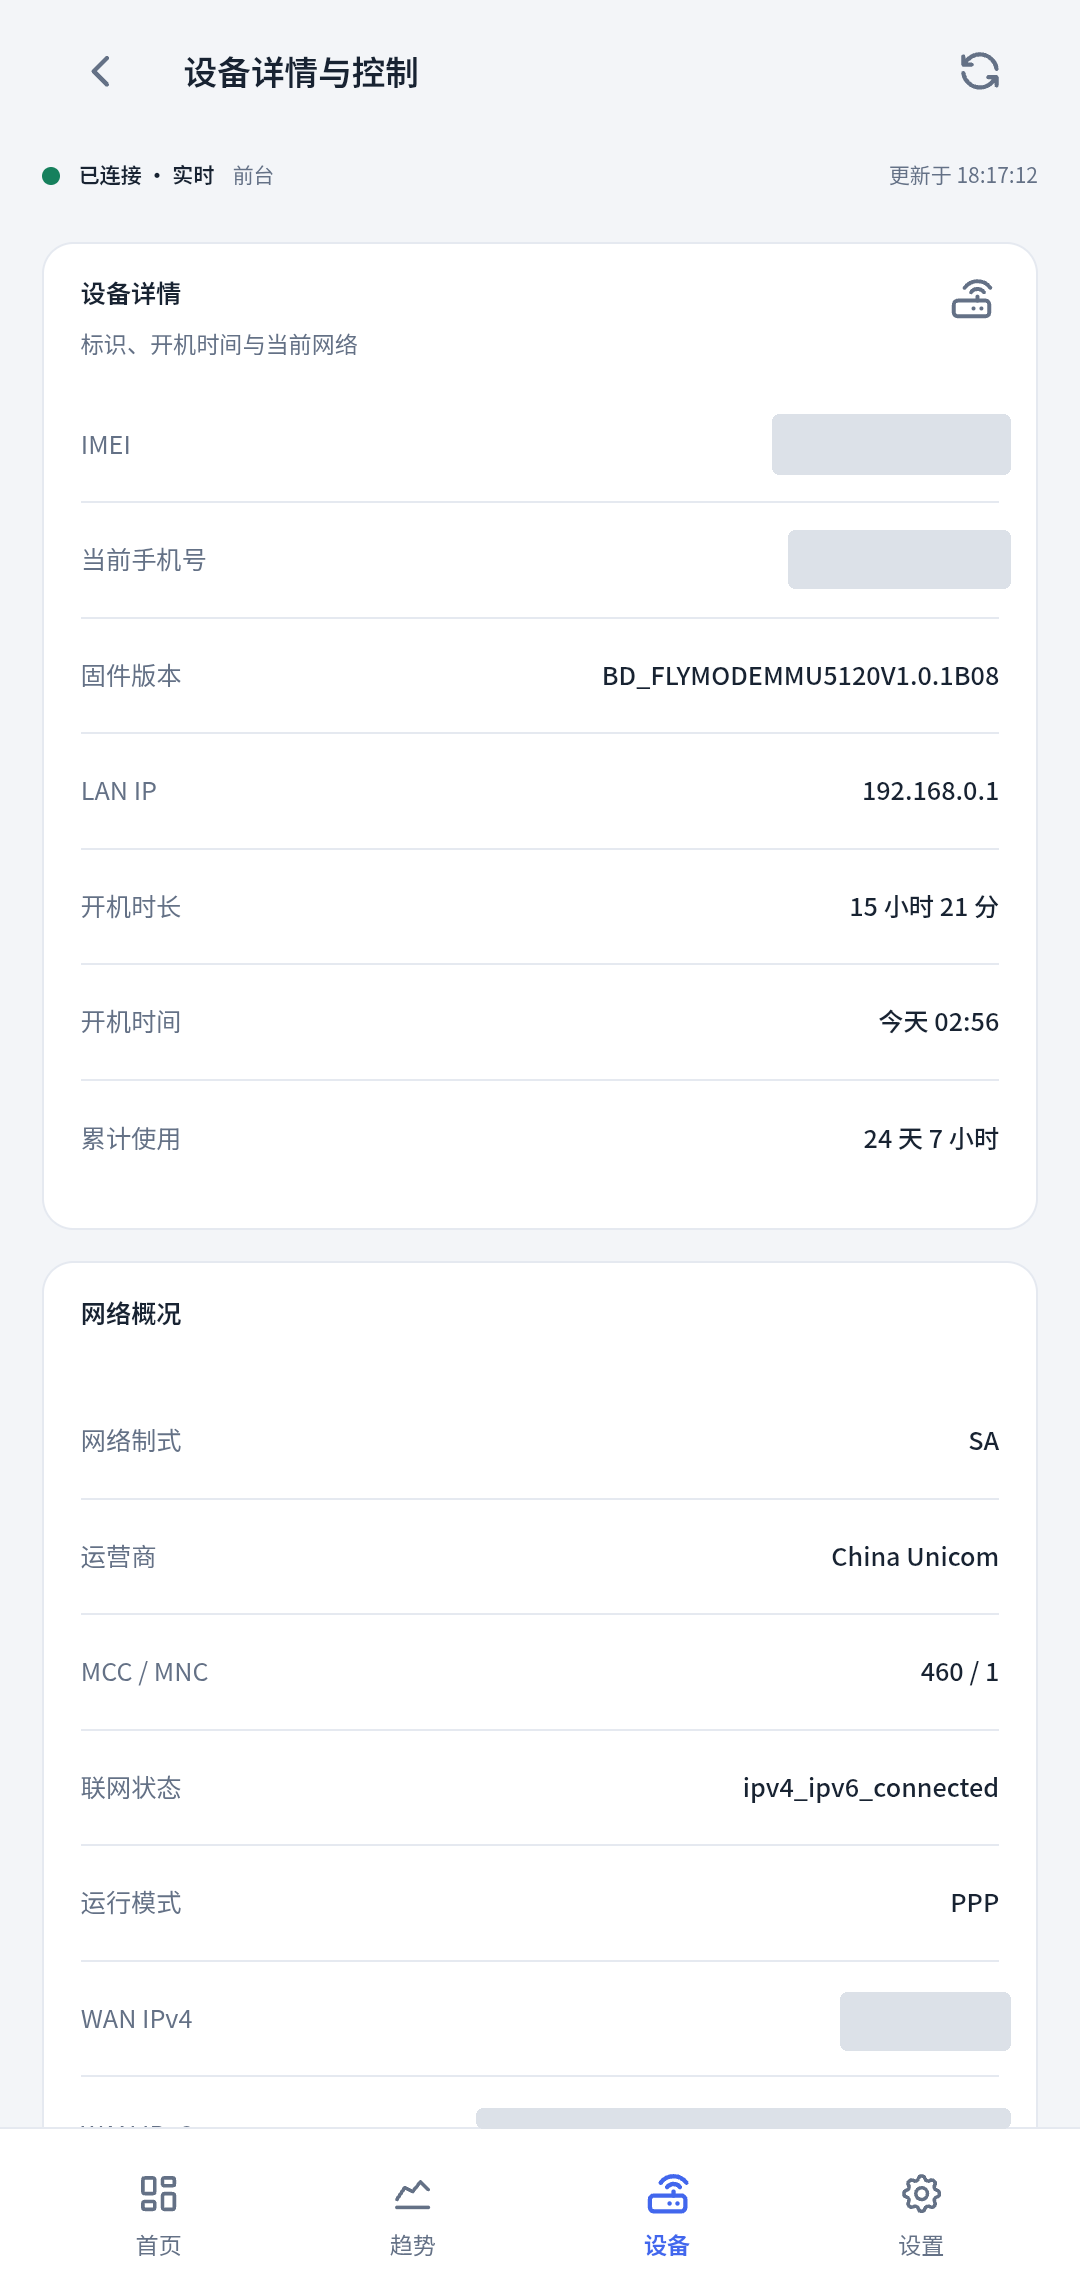 设备详情与控制
已连接 · 实时 前台 更新于 18:17:12
设备详情
标识、开机时间与当前网络
IMEI
当前手机号
固件版本 BD_FLYMODEMMU5120V1.0.1B08
LAN IP 192.168.0.1
开机时长 15 小时 21 分
开机时间 今天 02:56
累计使用 24 天 7 小时
网络概况
网络制式 SA
运营商 China Unicom
MCC / MNC 460 / 1
联网状态 ipv4_ipv6_connected
运行模式 PPP
WAN IPv4
首页 趋势 设备 设置